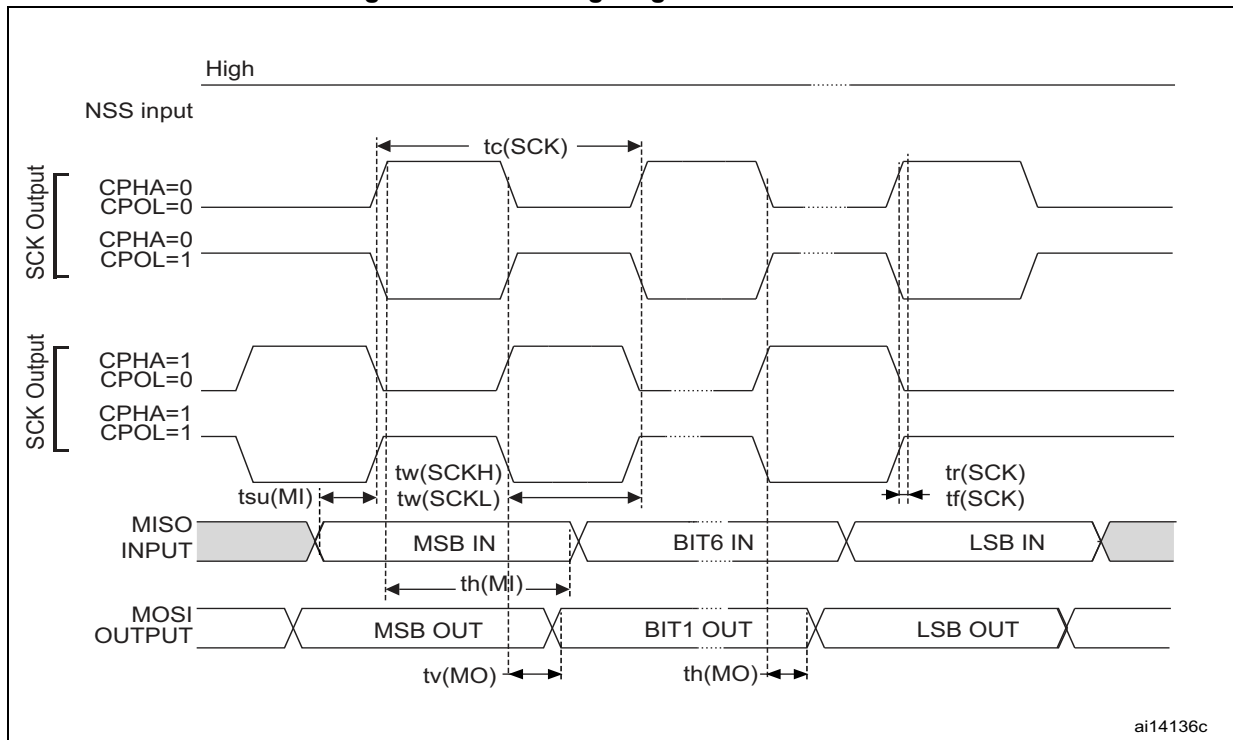 High
NSS input
tc(SCK)
SCK Output
CPHA=0
CPOL=0
CPHA=0
CPOL=1
SCK Output
CPHA=1
CPOL=0
CPHA=1
CPOL=1
tw(SCKH)
tw(SCKL)
tr(SCK)
tf(SCK)
tsu(MI)
MISO
INPUT
MSB IN
BIT6 IN
LSB IN
th(MI)
MOSI
OUTPUT
MSB OUT
BIT1 OUT
LSB OUT
tv(MO)
th(MO)
ai14136c